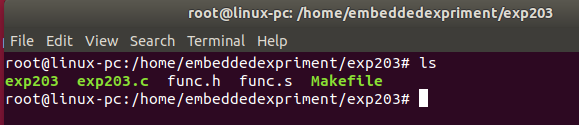 root@linux-pc: /home/embeddedexpriment/exp203
File Edit View Search Terminal Help
root@linux-pc:/home/embeddedexpriment/exp203# ls
exp203 exp203.c func.h func.s Makefile
root@linux-pc:/home/embeddedexpriment/exp203#